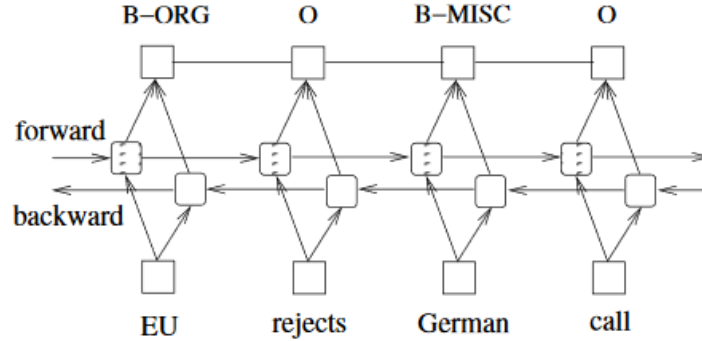 B-ORG O B-MISC O
forward
backward
EU rejects German call